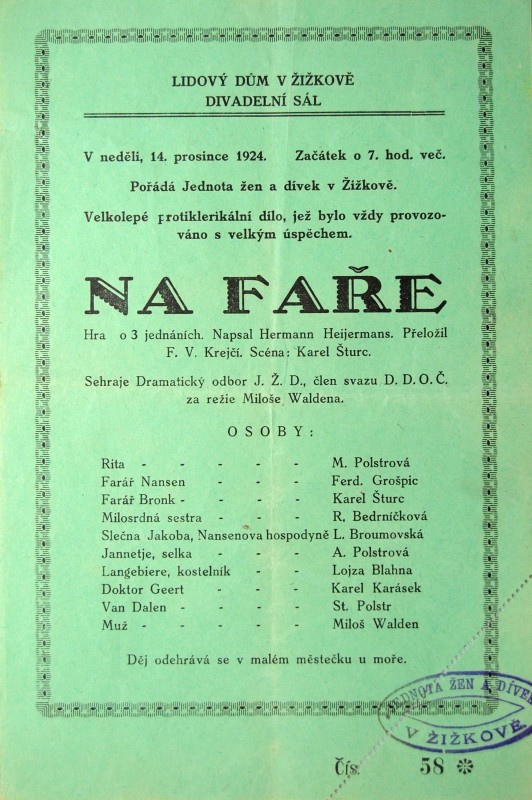 LIDOVÝ DŮM V ŽIŽKOVĚ
DIVADELNÍ SÁL
V neděli, 14. prosince 1924. Začátek o 7. hod. več.
Pořádá Jednota žen a dívek v Žižkově.
Velkolepé protiklerikální dílo, jež bylo vždy provozo-
váno s velkým úspěchem.
NA FAŘE
Hra o 3 jednáních. Napsal Hermann Heijermans. Přeložil
F. V. Krejčí. Scéna: Karel Šturc.
Sehraje Dramatický odbor J. Ž. D., člen svazu D. D. O. Č.
za režie Miloše Waldena.
OSOBY:
Rita - - - - - M. Polstrová
Farář Nansen - - - Ferd. Grošpic
Farář Bronk - - - - Karel Šturc
Milosrdná sestra - - - R. Bedrníčková
Slečna Jakoba, Nansenova hospodyně L. Broumovská
Jannetje, selka - - - A. Polstrová
Langebiere, kostelník - - Lojza Blahna
Doktor Geert - - - Karel Karásek
Van Dalen - - - - St. Polstr
Muž - - - - - Miloš Walden
Děj odehrává se v malém městečku u moře.
JEDNOTA ŽEN A DÍVEK
V ŽIŽKOVĚ.
Čís. 58